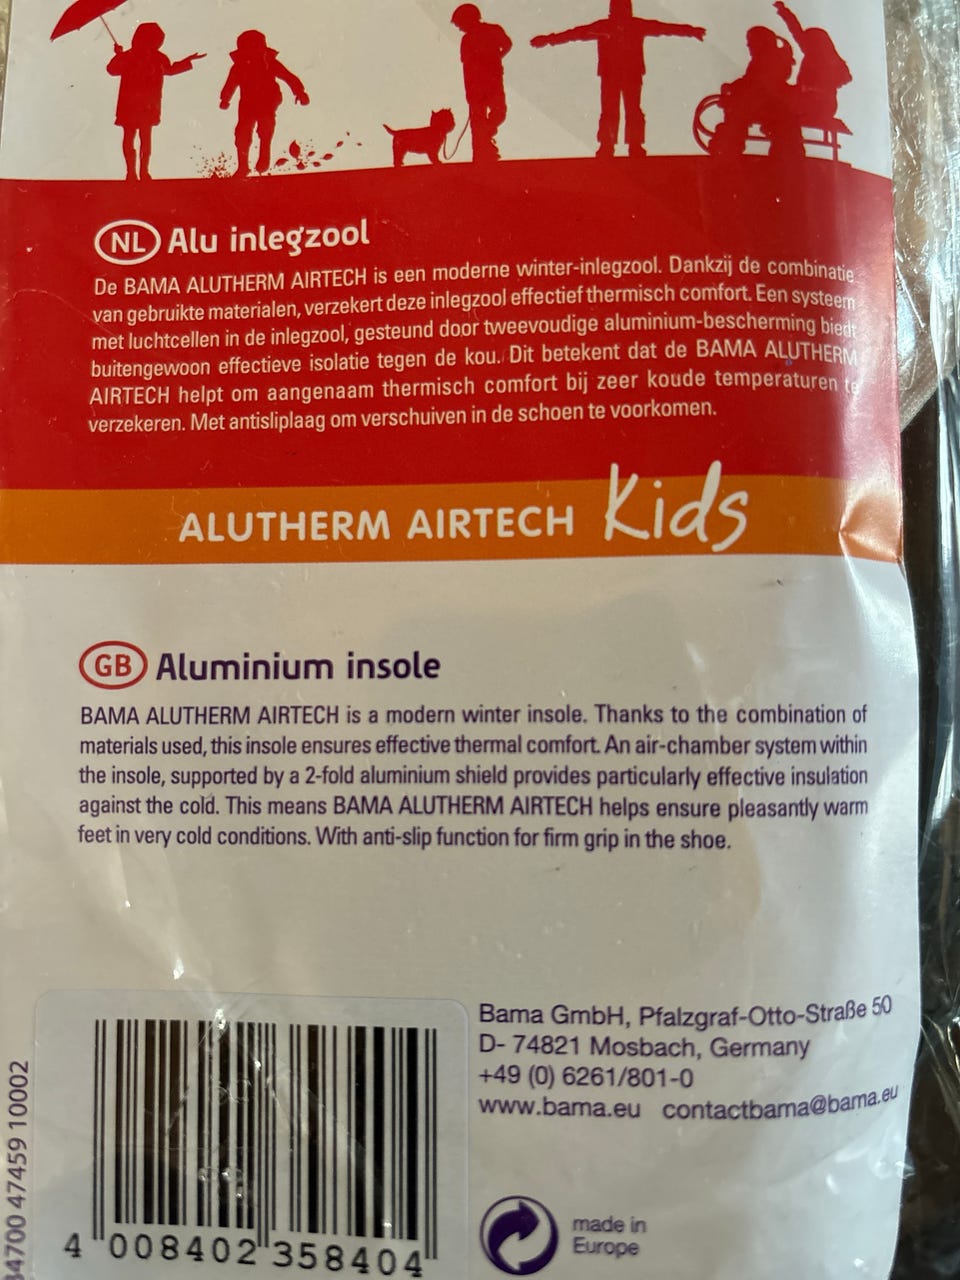 NL Alu inlegzool
De BAMA ALUTHERM AIRTECH is een moderne winter-inlegzool. Dankzij de combinatie
van gebruikte materialen, verzekert deze inlegzool effectief thermisch comfort. Een systeem
met luchtcellen in de inlegzool, gesteund door tweevoudige aluminium-bescherming biedt
buitengewoon effectieve isolatie tegen de kou. Dit betekent dat de BAMA ALUTHERM
AIRTECH helpt om aangenaam thermisch comfort bij zeer koude temperaturen te
verzekeren. Met antisliplaag om verschuiven in de schoen te voorkomen.
ALUTHERM AIRTECH Kids
GB Aluminium insole
BAMA ALUTHERM AIRTECH is a modern winter insole. Thanks to the combination of
materials used, this insole ensures effective thermal comfort. An air-chamber system within
the insole, supported by a 2-fold aluminium shield provides particularly effective insulation
against the cold. This means BAMA ALUTHERM AIRTECH helps ensure pleasantly warm
feet in very cold conditions. With anti-slip function for firm grip in the shoe.
Bama GmbH, Pfalzgraf-Otto-Straße 50
D- 74821 Mosbach, Germany
+49 (0) 6261/801-0
www.bama.eu contactbama@bama.eu
made in
Europe
4 008402 358404
47459 10002